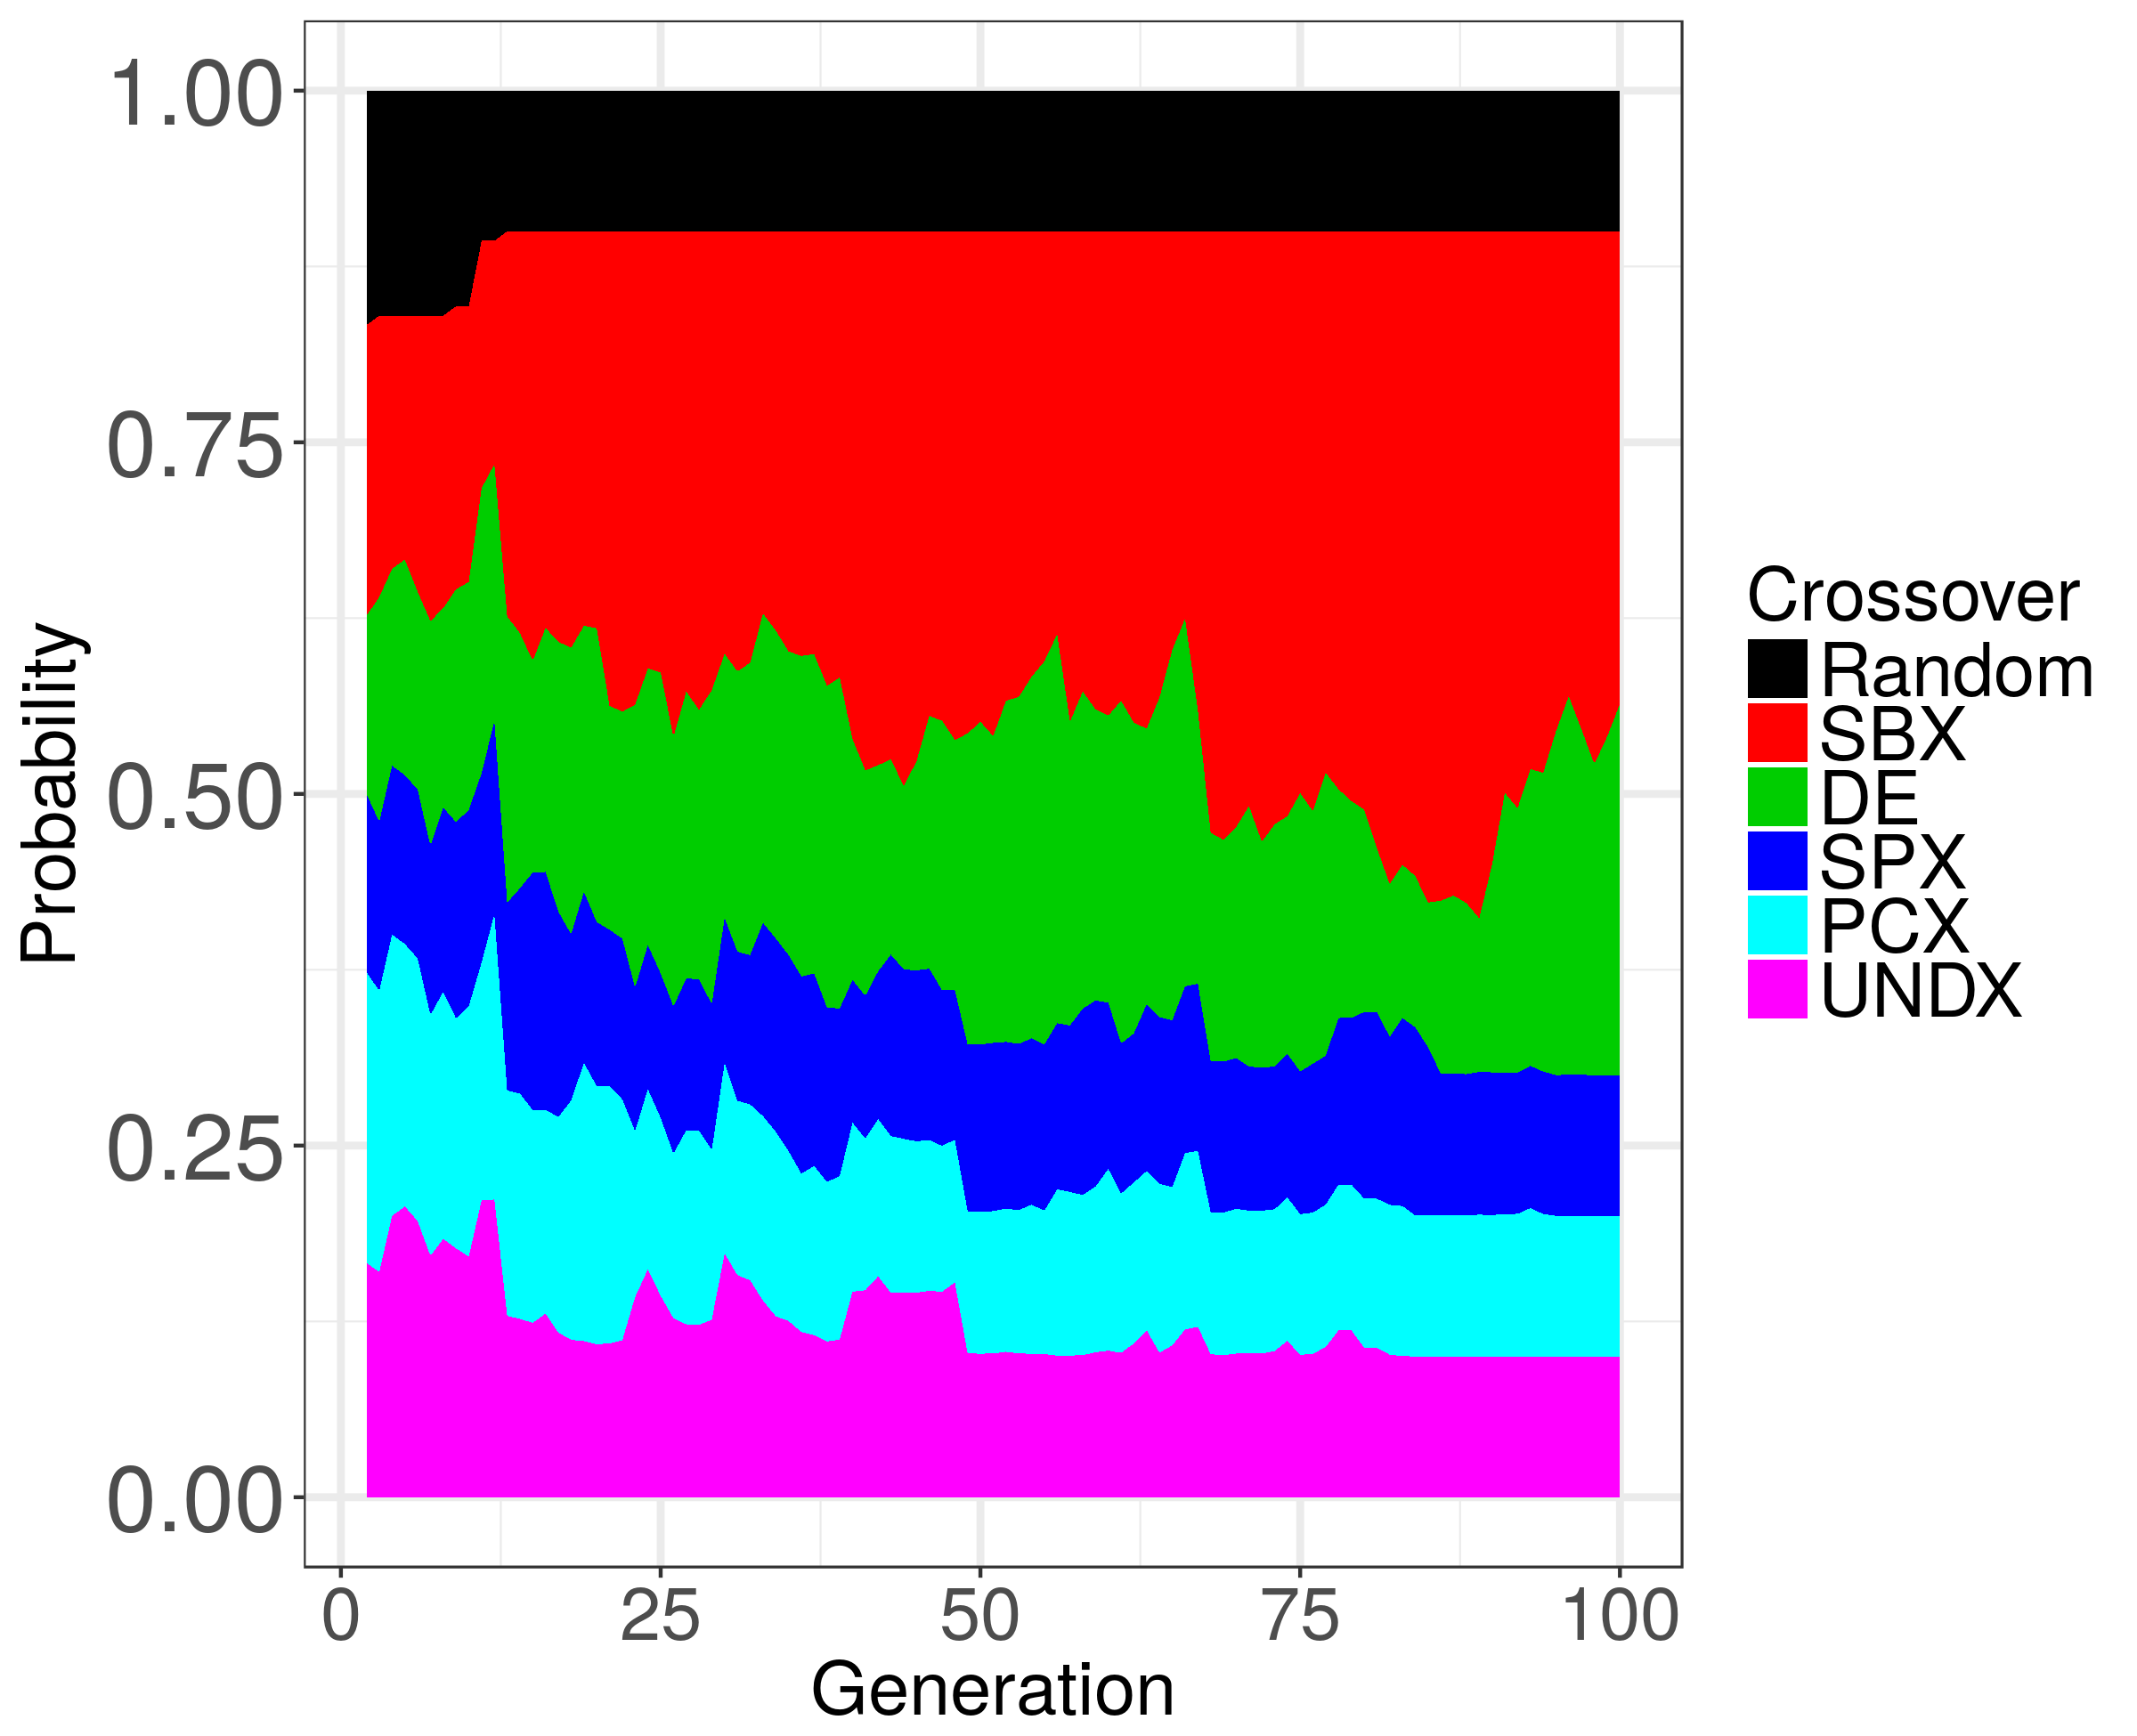 Probability
1.00
0.75
0.50
0.25
0.00
0 25 50 75 100
Generation
Crossover
Random
SBX
DE
SPX
PCX
UNDX